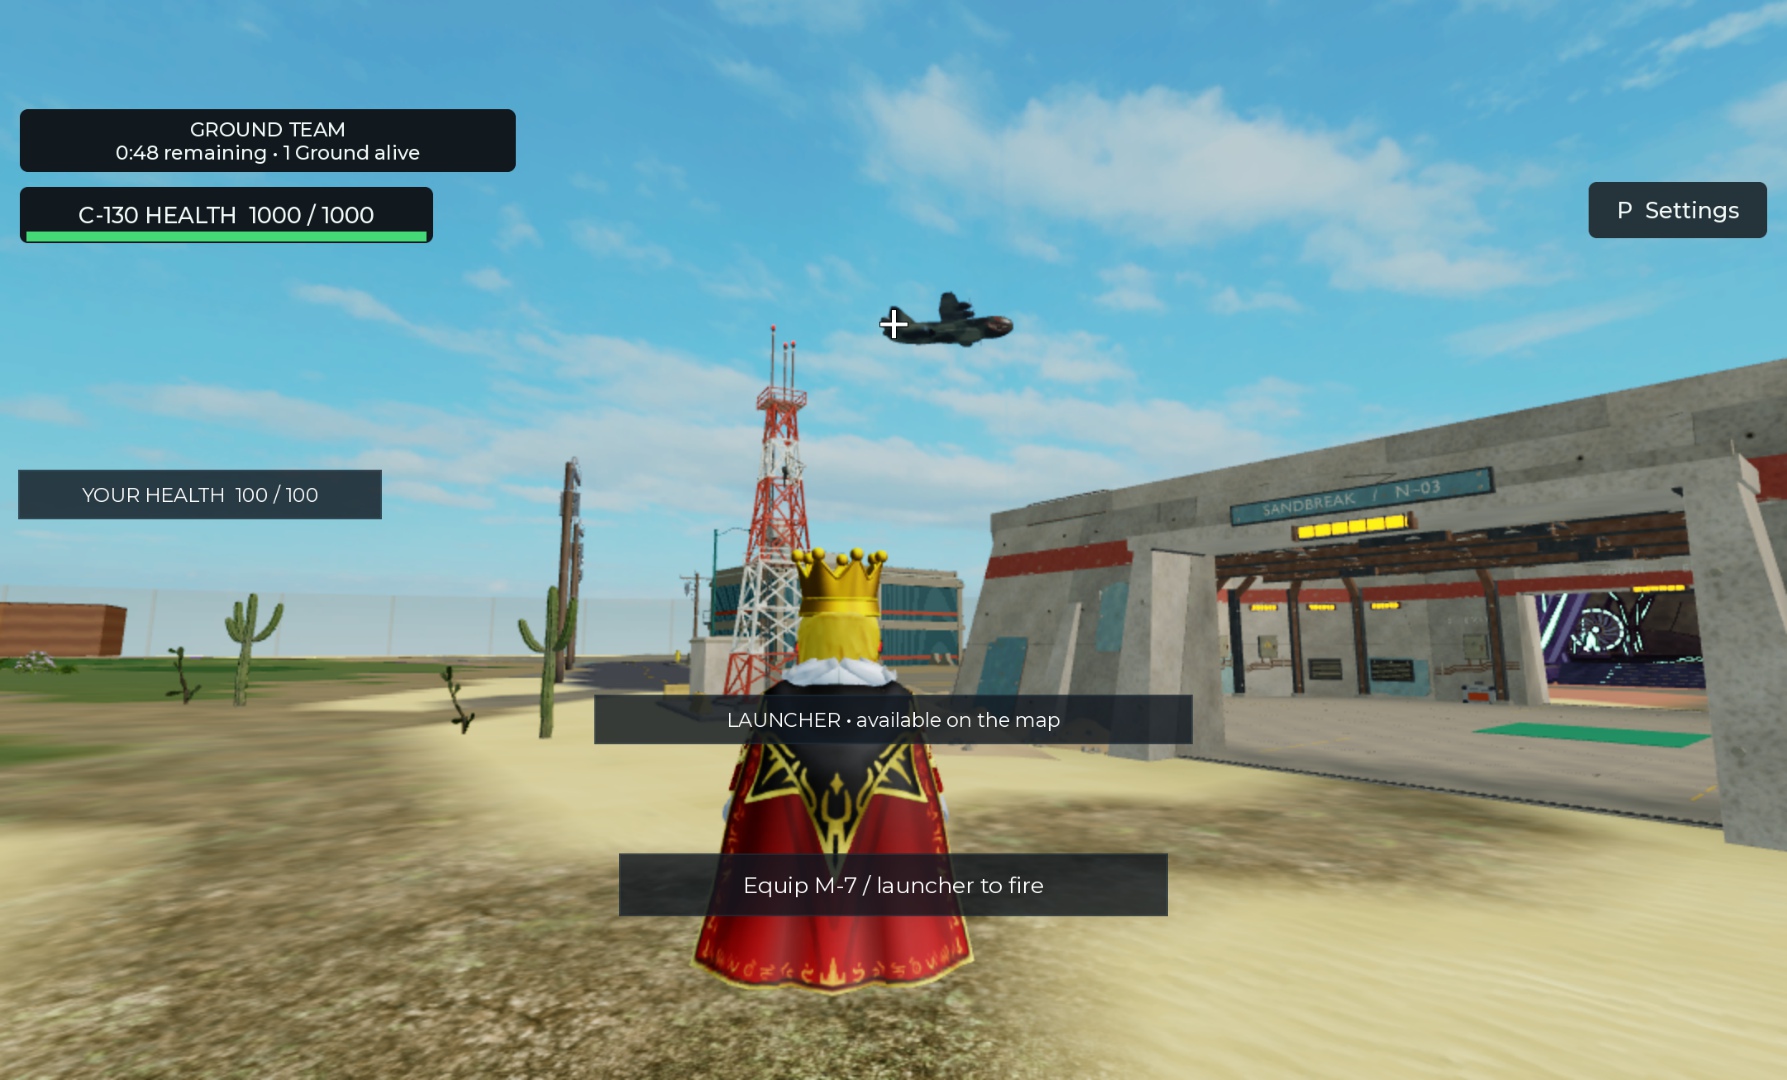 GROUND TEAM
0:48 remaining • 1 Ground alive
C-130 HEALTH 1000 / 1000
P Settings
YOUR HEALTH 100 / 100
SANDBREAK / N-03
LAUNCHER • available on the map
Equip M-7 / launcher to fire